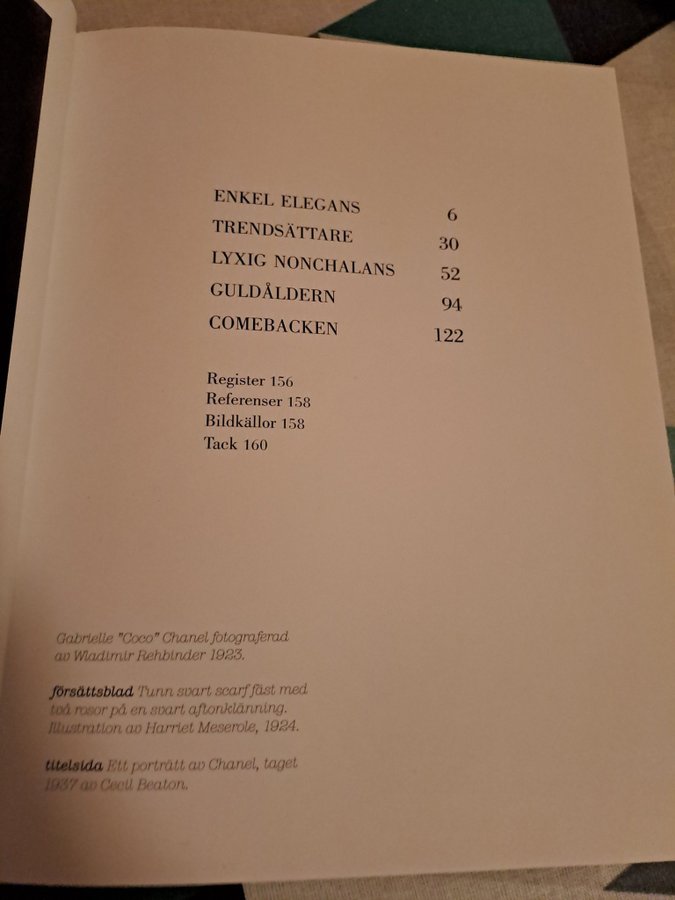 ENKEL ELEGANS 6
TRENDSÄTTARE 30
LYXIG NONCHALANS 52
GULDÅLDERN 94
COMEBACKEN 122
Register 156
Referenser 158
Bildkällor 158
Tack 160
Gabrielle "Coco" Chanel fotograferad
av Wladimir Rehbinder 1923.
försättsblad Tunn svart scarf fäst med
två rosor på en svart aftonklänning.
Illustration av Harriet Meserole, 1924.
titelsida Ett porträtt av Chanel, taget
1937 av Cecil Beaton.